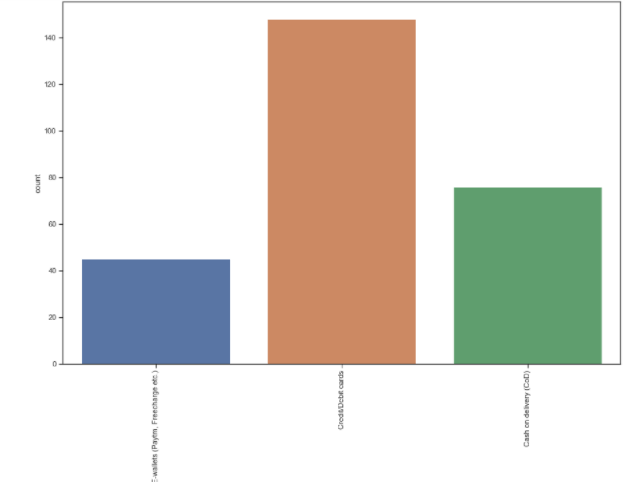 140
120
100
80
60
40
20
0
count
E-wallets (Paytm, Freecharge etc.)
Credit/Debit cards
Cash on delivery (CoD)